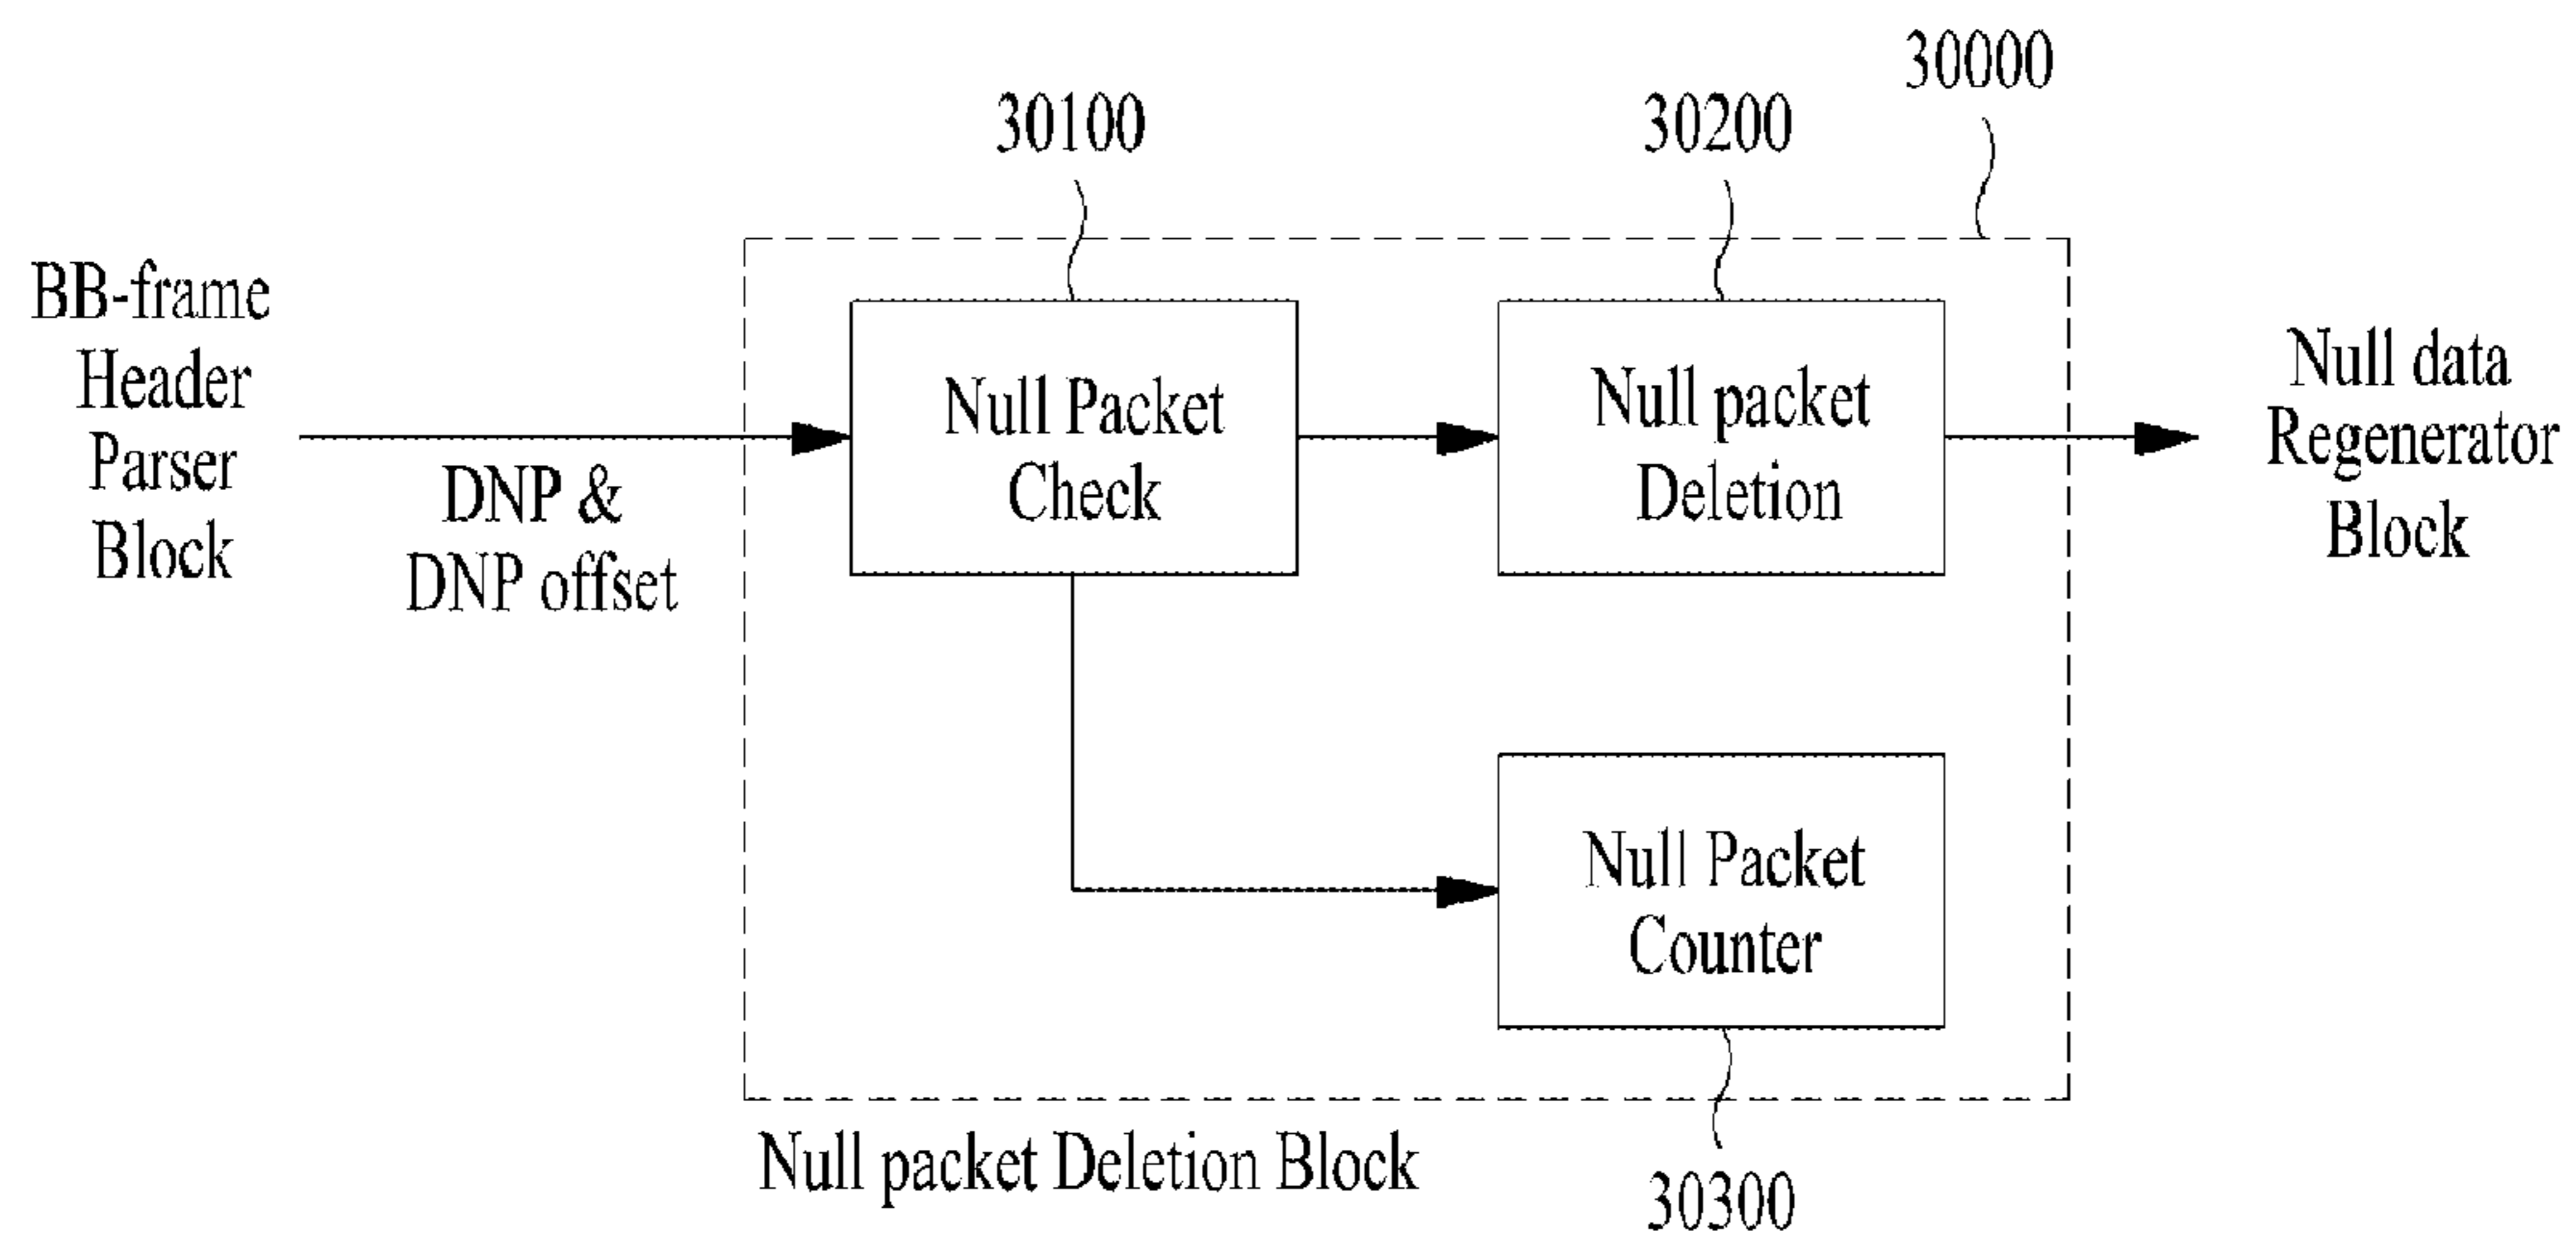 30000
30100
30200
BB-frame
Header
Parser
Block
DNP &
DNP offset
Null Packet
Check
Null packet
Deletion
Null data
Regenerator
Block
Null Packet
Counter
Null packet Deletion Block
30300